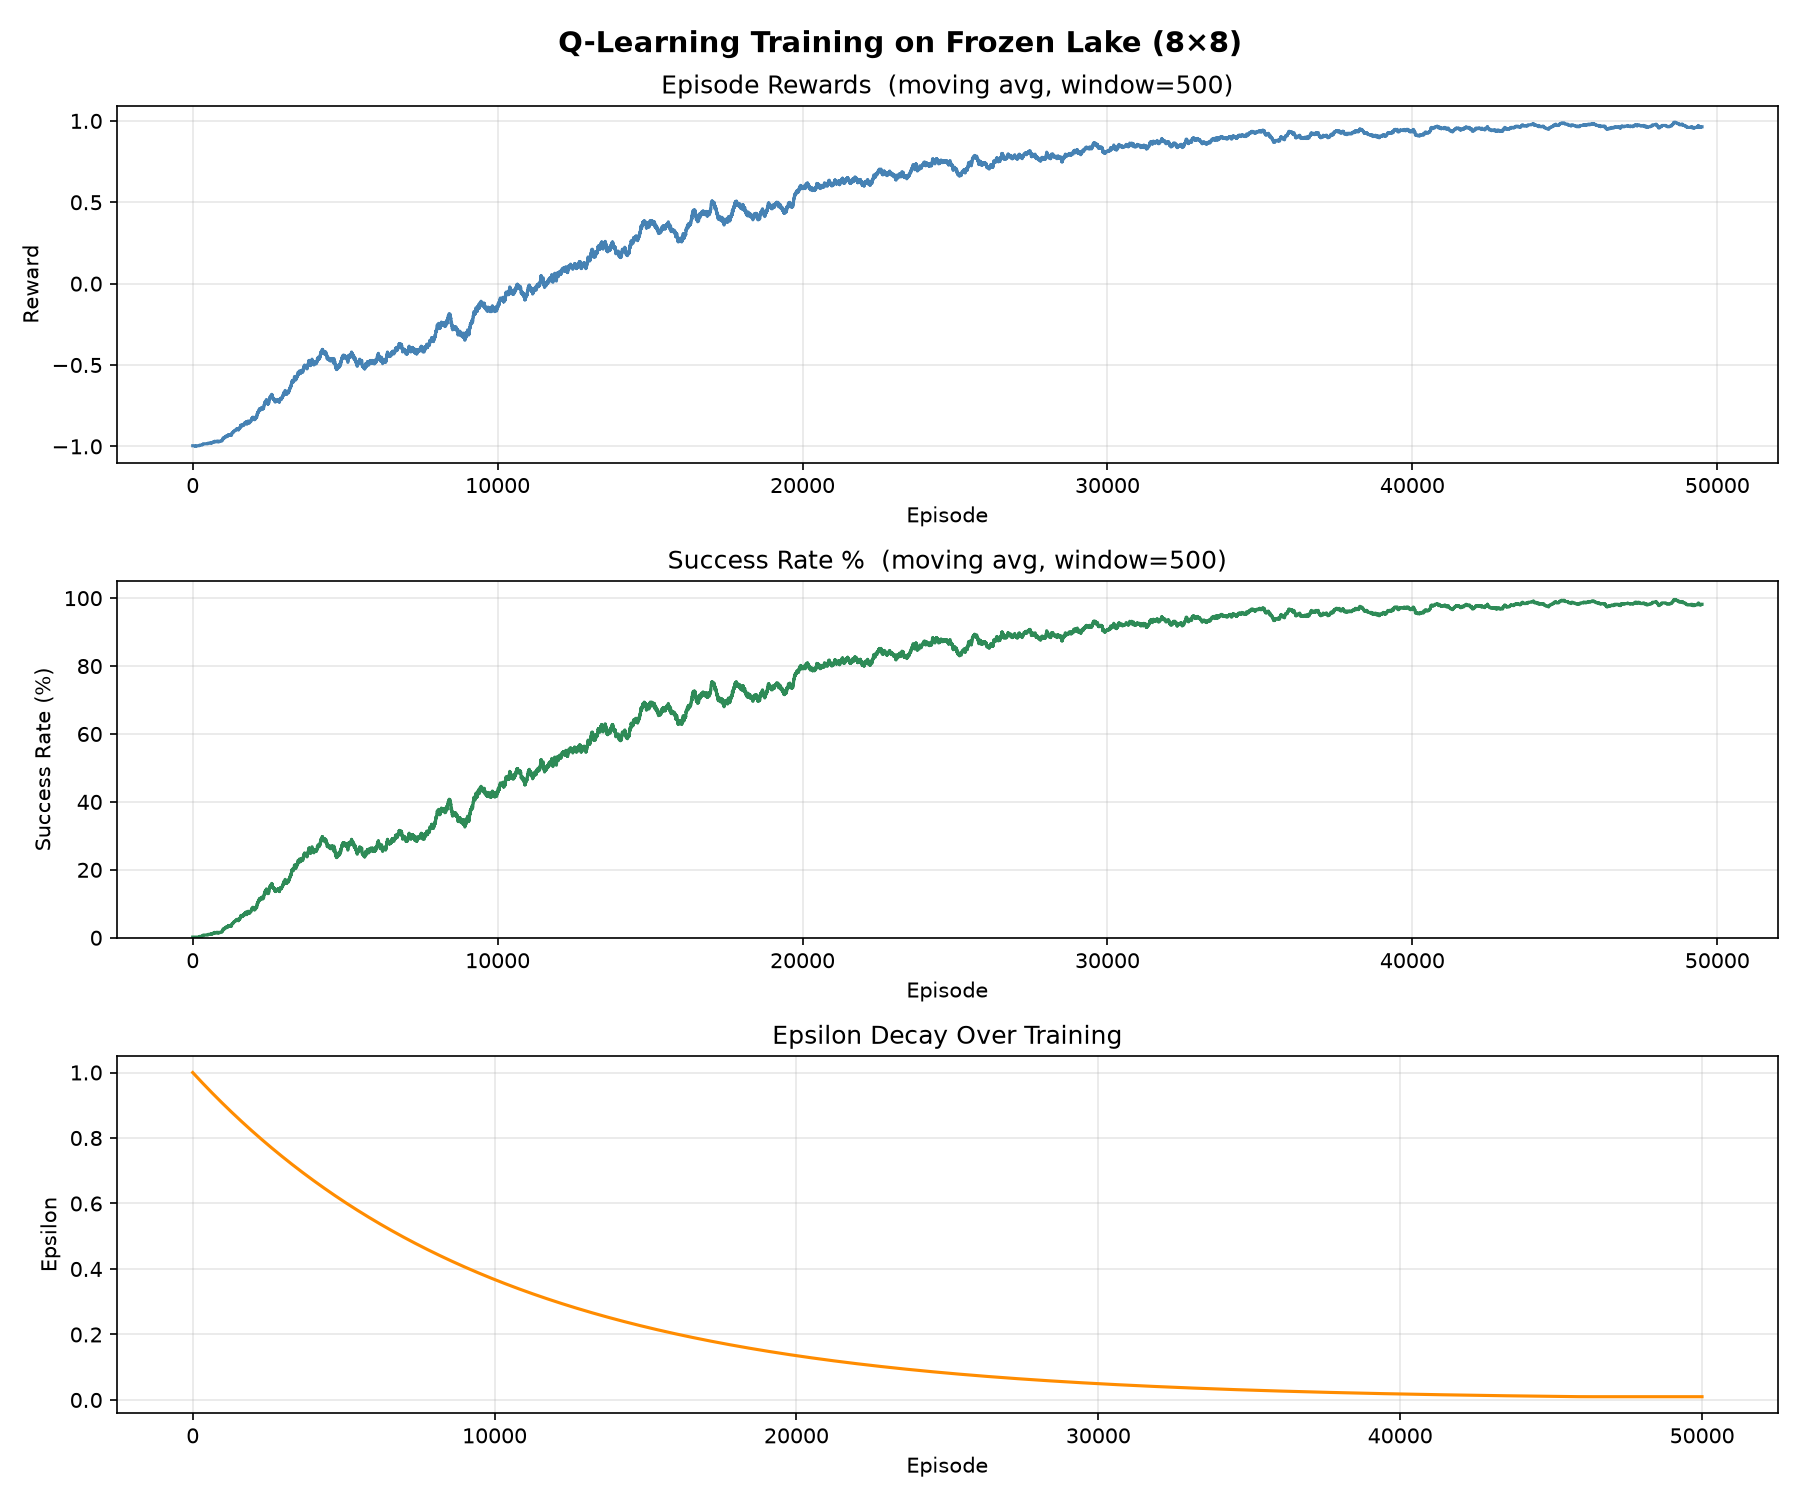 Q-Learning Training on Frozen Lake (8×8)
Episode Rewards  (moving avg, window=500)
Reward
1.0
0.5
0.0
−0.5
−1.0
0 10000 20000 30000 40000 50000
Episode
Success Rate %  (moving avg, window=500)
Success Rate (%)
100
80
60
40
20
0
0 10000 20000 30000 40000 50000
Episode
Epsilon Decay Over Training
Epsilon
1.0
0.8
0.6
0.4
0.2
0.0
0 10000 20000 30000 40000 50000
Episode